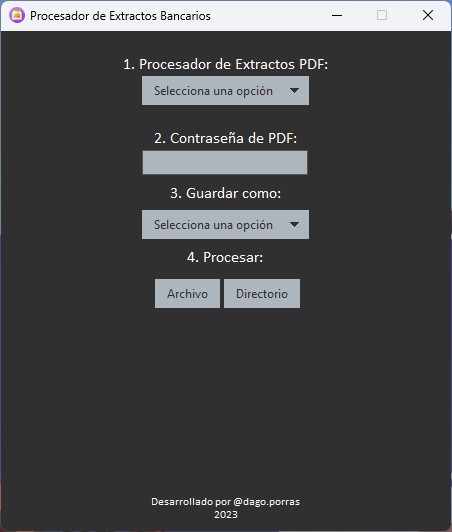 Procesador de Extractos Bancarios
1. Procesador de Extractos PDF:
Selecciona una opción
2. Contraseña de PDF:
3. Guardar como:
Selecciona una opción
4. Procesar:
Archivo Directorio
Desarrollado por @dago.porras
2023